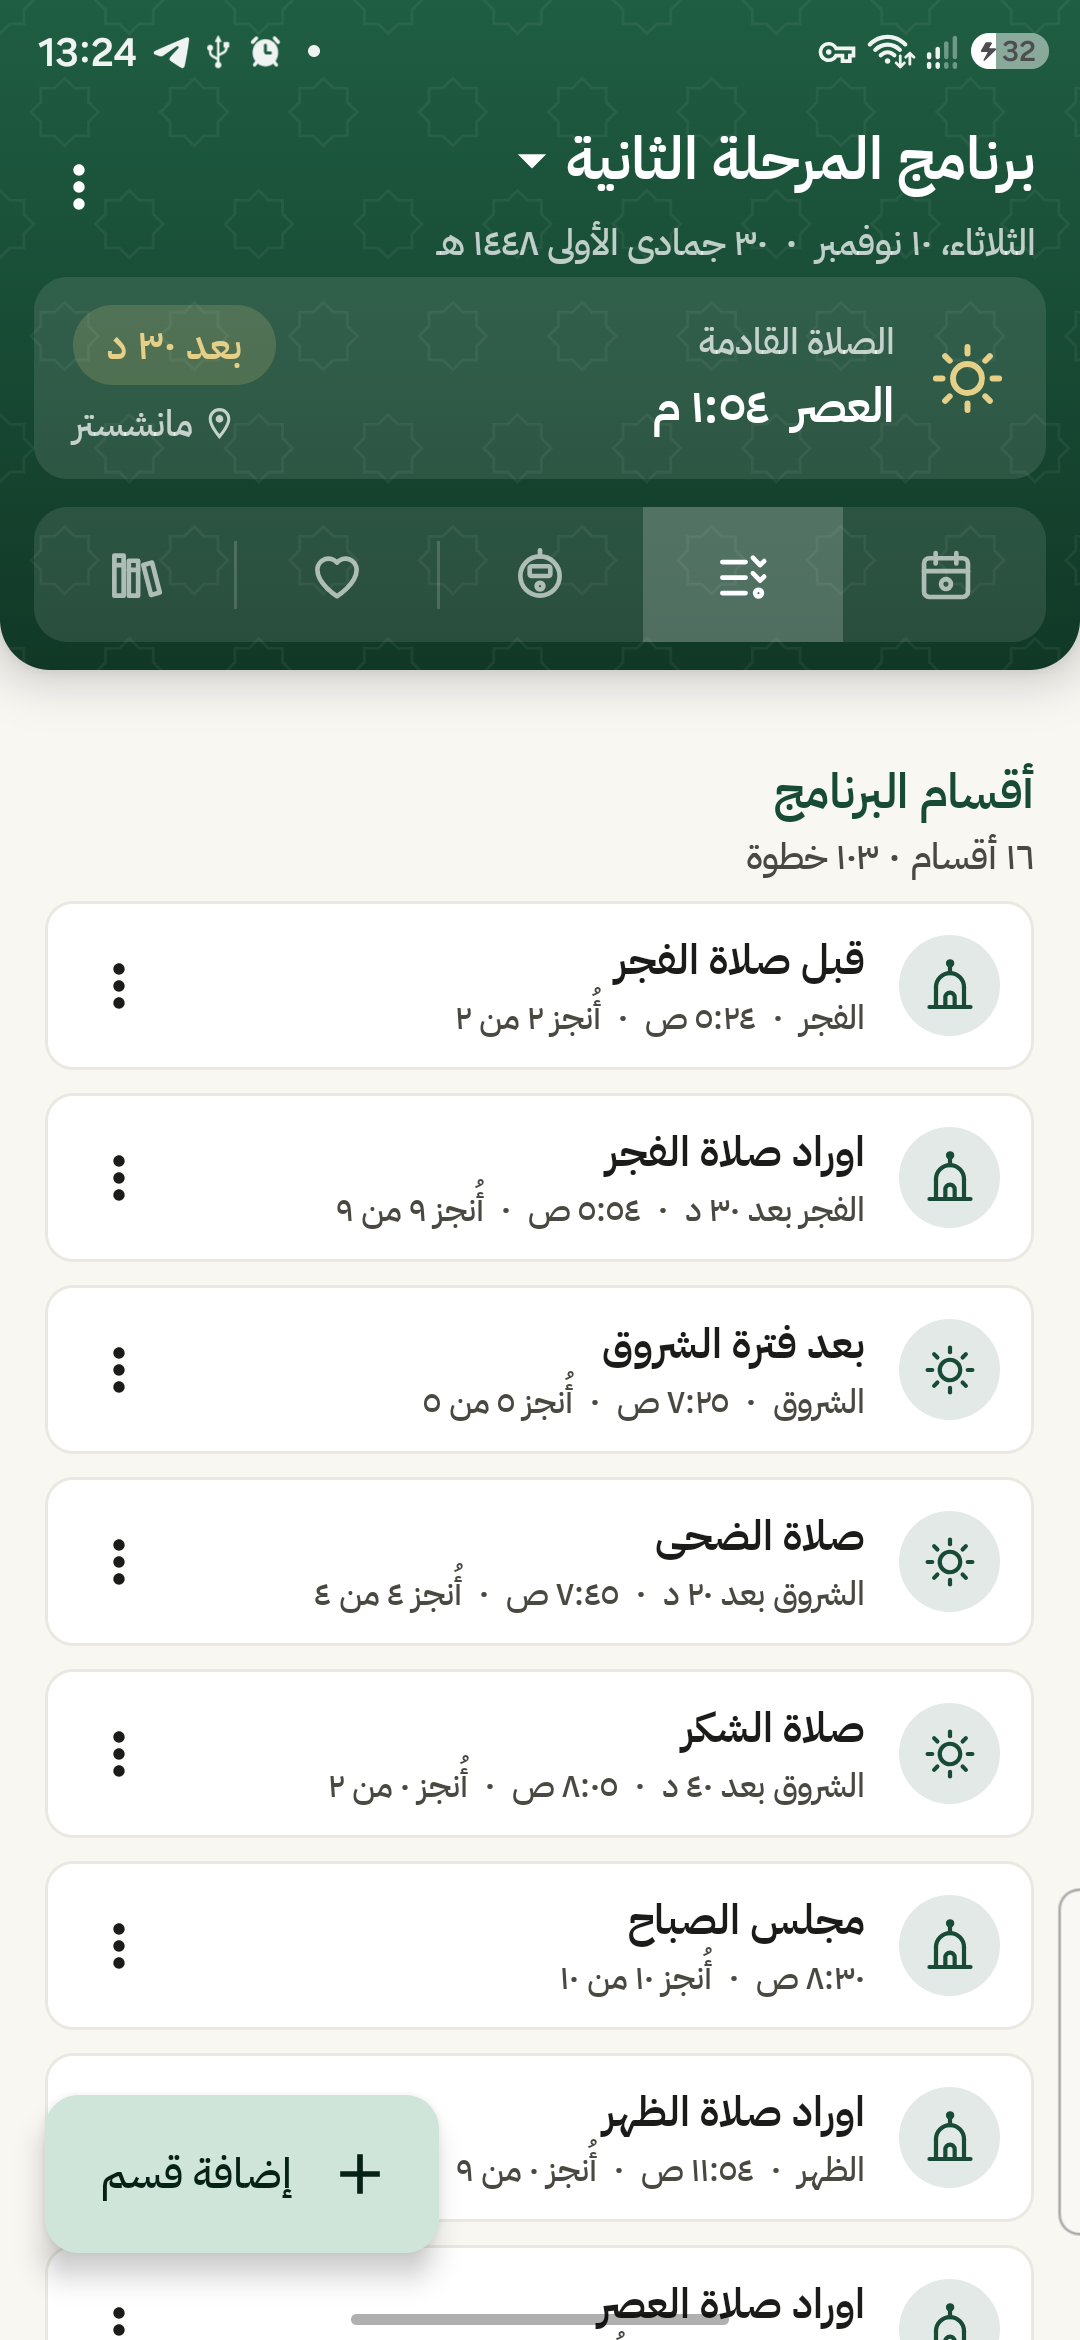 13:24
32
برنامج المرحلة الثانية
الثلاثاء، ١٠ نوفمبر · ٣٠ جمادى الأولى ١٤٤٨ هـ
الصلاة القادمة
بعد ٣٠ د
العصر ١:٥٤ م
مانشستر
أقسام البرنامج
١٦ أقسام · ١٠٣ خطوة
قبل صلاة الفجر
الفجر · ٥:٢٤ ص · أُنجز ٢ من ٢
اوراد صلاة الفجر
الفجر بعد ٣٠ د · ٥:٥٤ ص · أُنجز ٩ من ٩
بعد فترة الشروق
الشروق · ٧:٢٥ ص · أُنجز ٥ من ٥
صلاة الضحى
الشروق بعد ٢٠ د · ٧:٤٥ ص · أُنجز ٤ من ٤
صلاة الشكر
الشروق بعد ٤٠ د · ٨:٠٥ ص · أُنجز ٠ من ٢
مجلس الصباح
٨:٣٠ ص · أُنجز ١٠ من ١٠
اوراد صلاة الظهر
الظهر · ١١:٥٤ ص · أُنجز ٠ من ٩
إضافة قسم
اوراد صلاة العصر